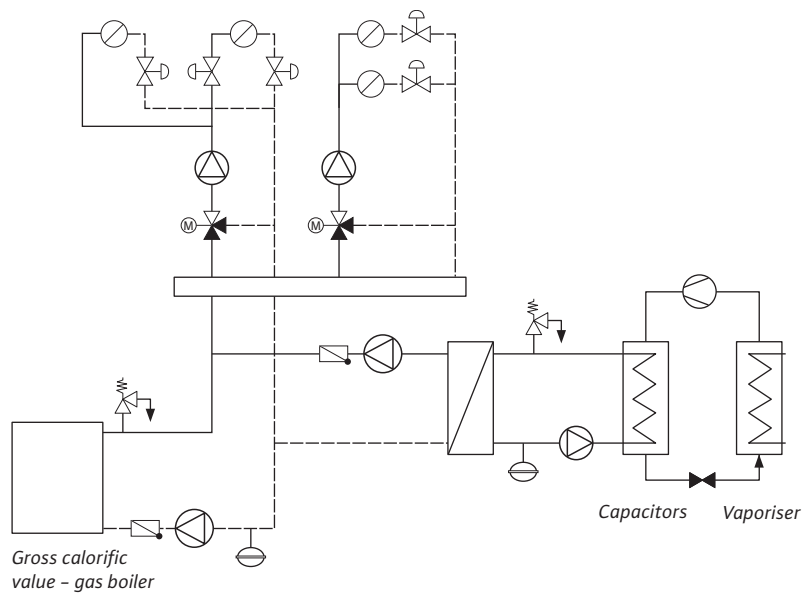 M
M
Capacitors
Vaporiser
Gross calorific
value – gas boiler